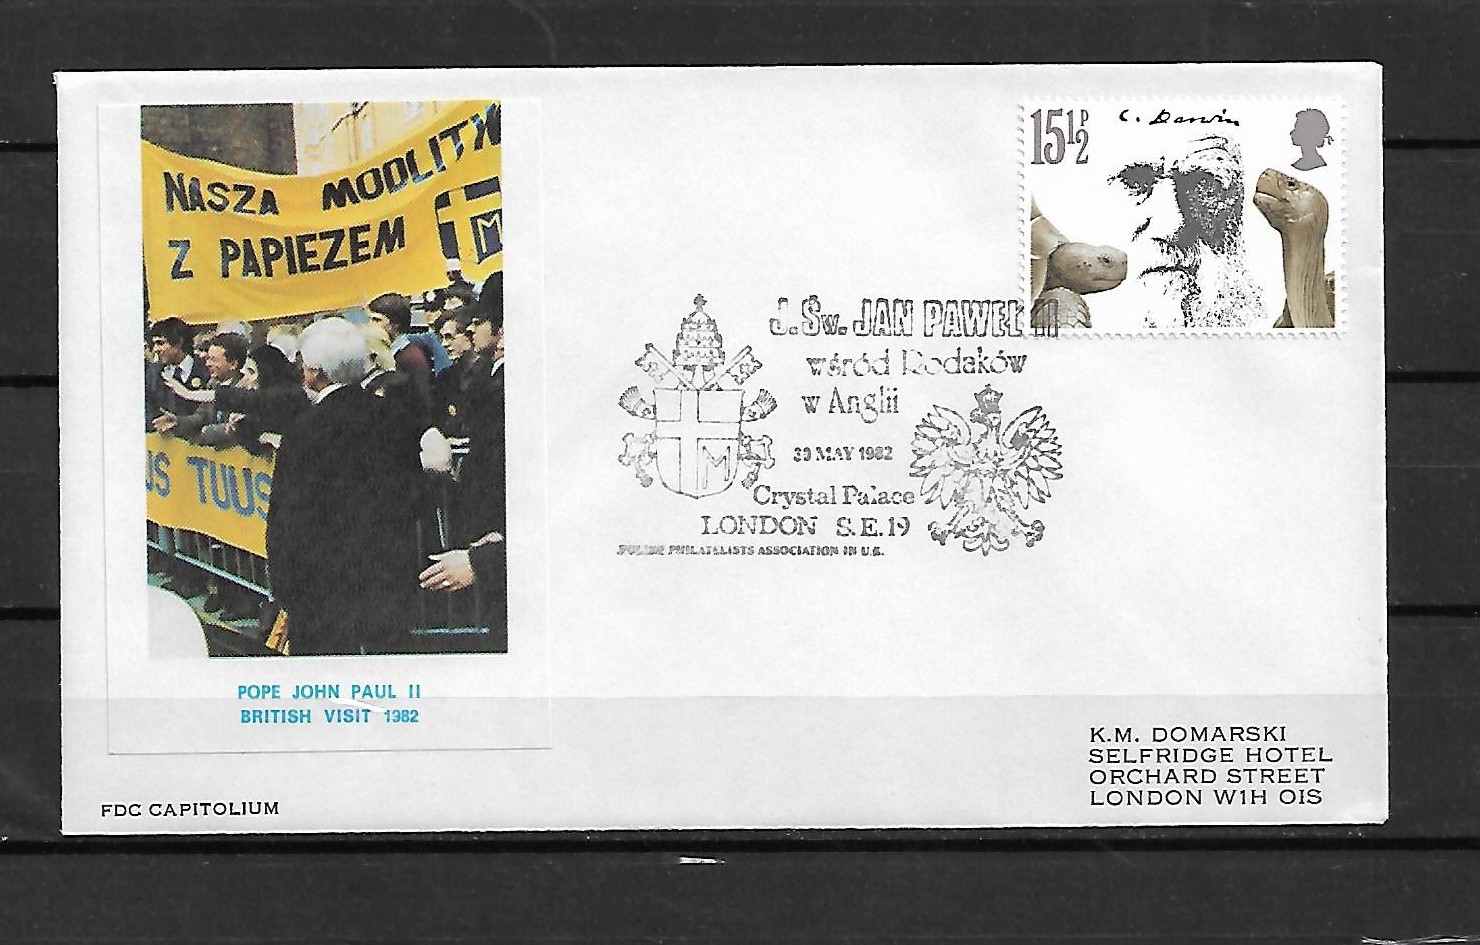 NASZA MODLITW
Z PAPIEZEM
M
US TUUS
POPE JOHN PAUL II
BRITISH VISIT 1982
FDC CAPITOLIUM
15½P
C. Darwin
J. Św. JAN PAWEŁ II
wśród Rodaków
w Anglii
30 MAY 1982
M
Crystal Palace
LONDON S.E.19
POLISH PHILATELISTS ASSOCIATION IN U.K.
K.M. DOMARSKI
SELFRIDGE HOTEL
ORCHARD STREET
LONDON W1H OIS